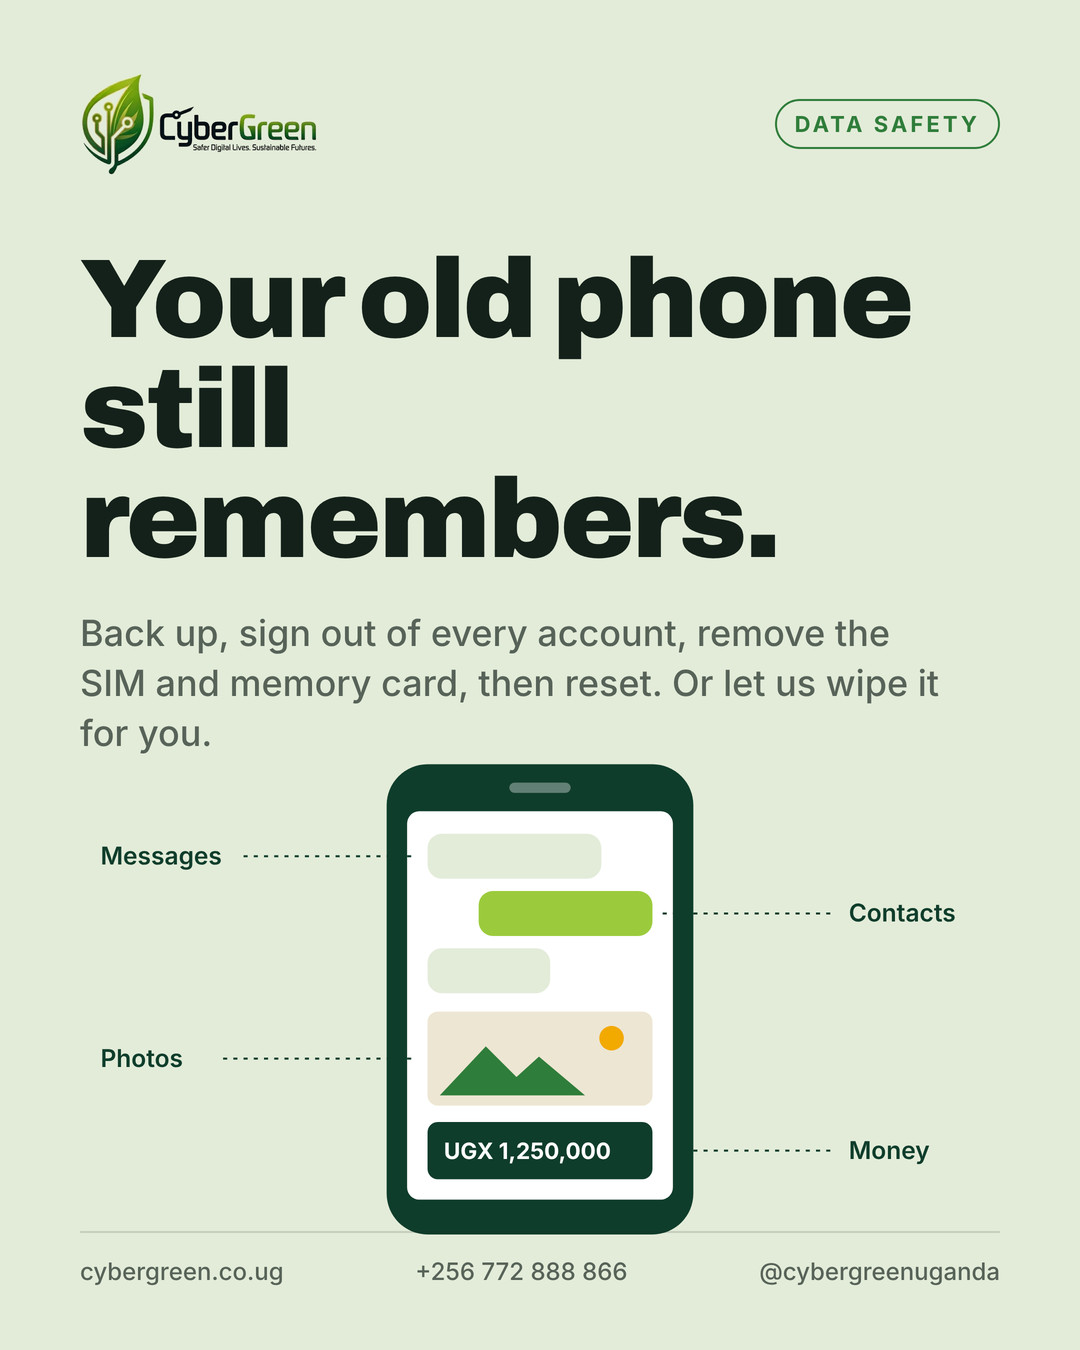 CyberGreen
Safer Digital Lives. Sustainable Futures.
DATA SAFETY
Your old phone
still
remembers.
Back up, sign out of every account, remove the
SIM and memory card, then reset. Or let us wipe it
for you.
Messages
Contacts
Photos
UGX 1,250,000
Money
cybergreen.co.ug
+256 772 888 866
@cybergreenuganda